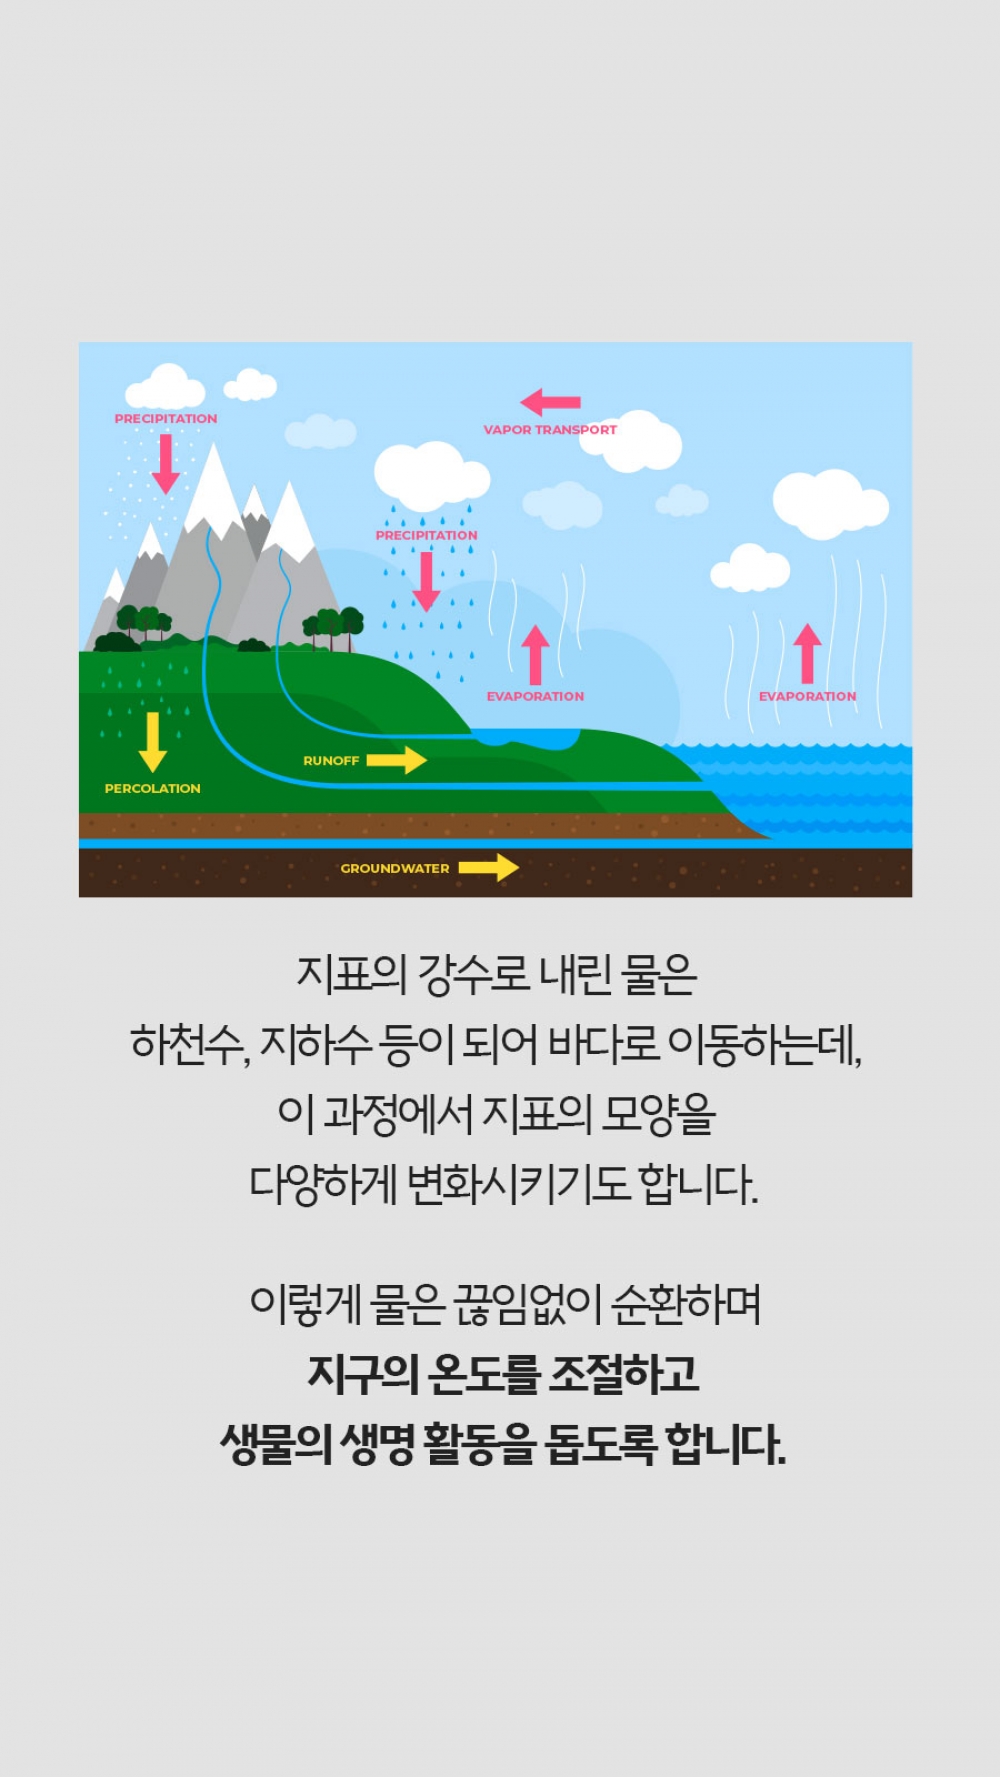 PRECIPITATION
VAPOR TRANSPORT
PRECIPITATION
EVAPORATION
EVAPORATION
RUNOFF
PERCOLATION
GROUNDWATER
지표의 강수로 내린 물은
하천수, 지하수 등이 되어 바다로 이동하는데,
이 과정에서 지표의 모양을
다양하게 변화시키기도 합니다.
이렇게 물은 끊임없이 순환하며
지구의 온도를 조절하고
생물의 생명 활동을 돕도록 합니다.